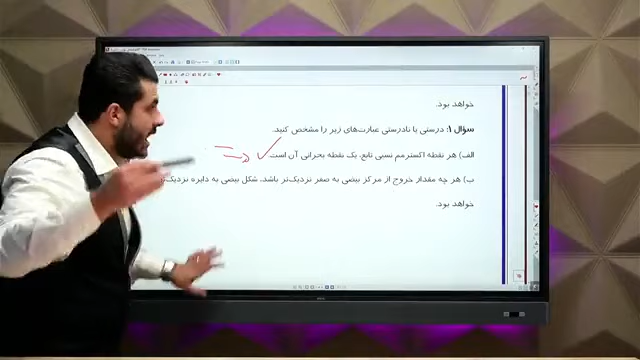 خواهد بود.
سؤال ۱: درستی یا نادرستی عبارت‌های زیر را مشخص کنید.
الف) هر نقطه اکسترمم نسبی تابع، یک نقطه بحرانی آن است
ب) هر چه مقدار خروج از مرکز بیضی به صفر نزدیک‌تر باشد، شکل بیضی به دایره نزدیک‌تر
خواهد بود.